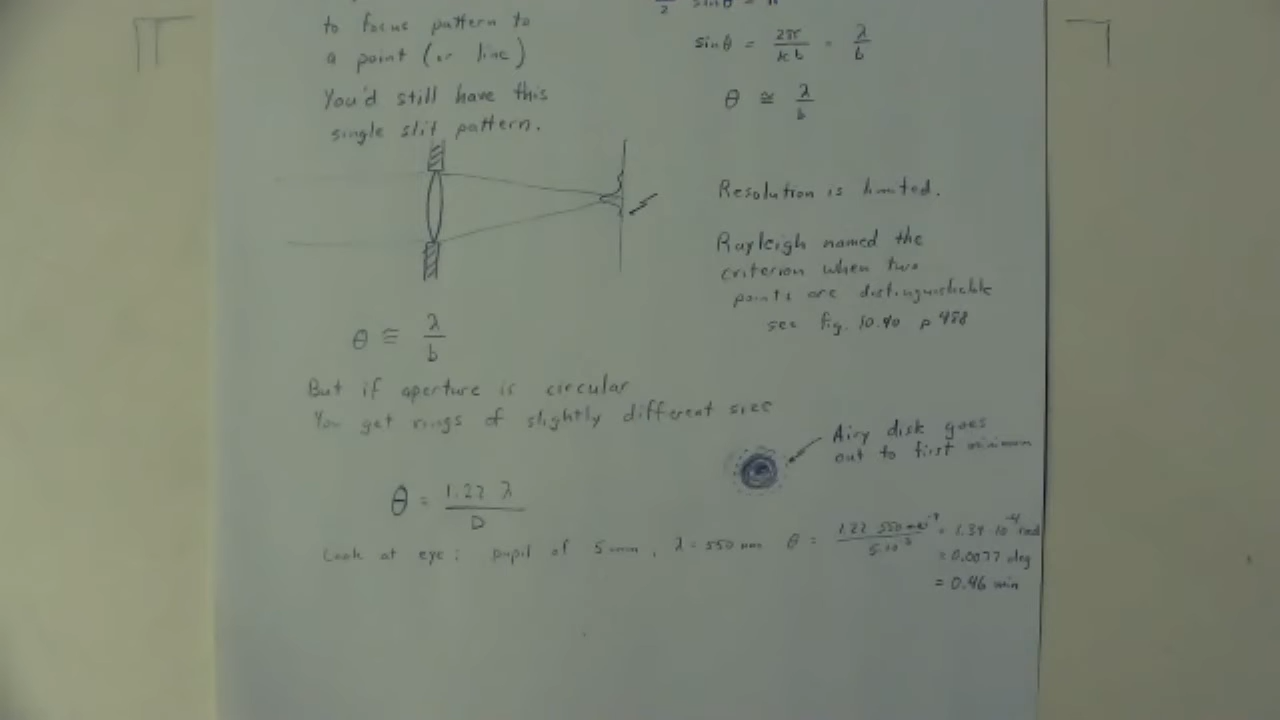 to focus pattern to
a point (or line)
You'd still have this
single slit pattern.
θ ≅ λ/b
But if aperture is circular
You get rings of slightly different size
θ = 1.22 λ/D
Look at eye: pupil of 5 mm, λ = 550 nm θ =
sinθ = 2π/kb = λ/b
θ ≅ λ/b
Resolution is limited.
Rayleigh named the
criterion when two
points are distinguishable
see fig. 10.40 p 488
Airy disk goes
out to first minimum
= 0.0077 deg
= 0.46 min